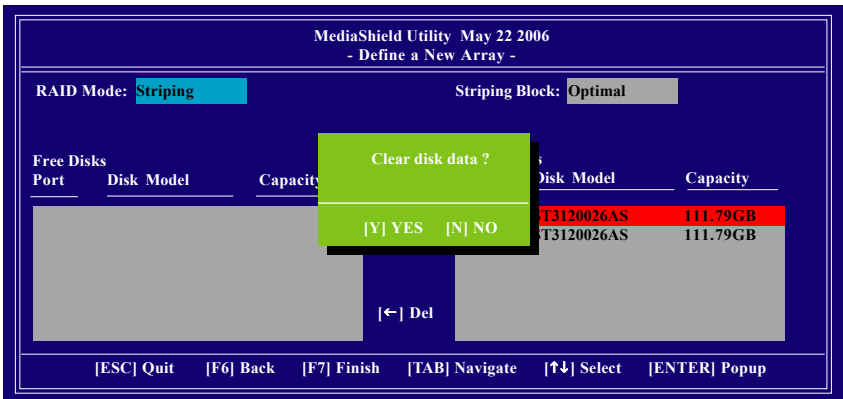 MediaShield Utility May 22 2006
- Define a New Array -
RAID Mode: Striping
Striping Block: Optimal
Free Disks
Port Disk Model Capacity
Disk Model Capacity
Clear disk data ?
[Y] YES [N] NO
ST3120026AS 111.79GB
ST3120026AS 111.79GB
[←] Del
[ESC] Quit [F6] Back [F7] Finish [TAB] Navigate [↑↓] Select [ENTER] Popup